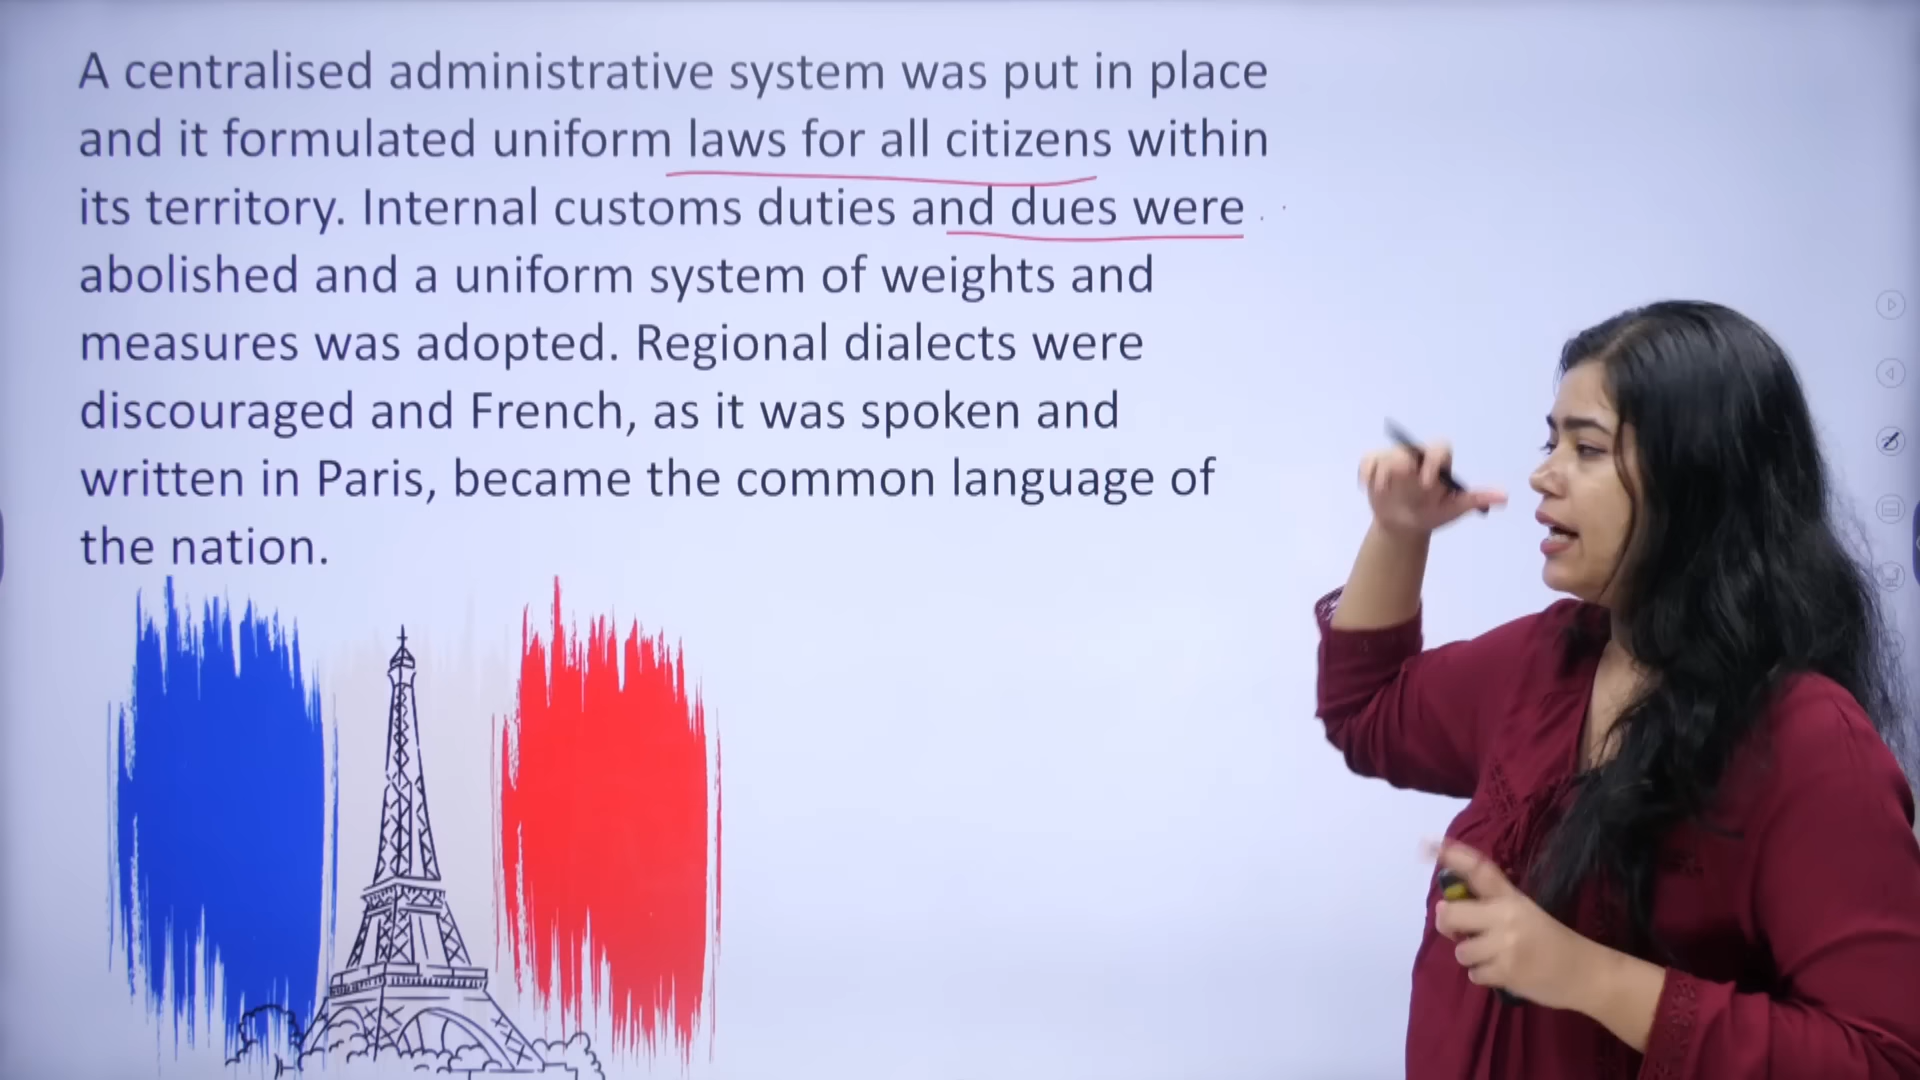 A centralised administrative system was put in place
and it formulated uniform laws for all citizens within
its territory. Internal customs duties and dues were
abolished and a uniform system of weights and
measures was adopted. Regional dialects were
discouraged and French, as it was spoken and
written in Paris, became the common language of
the nation.